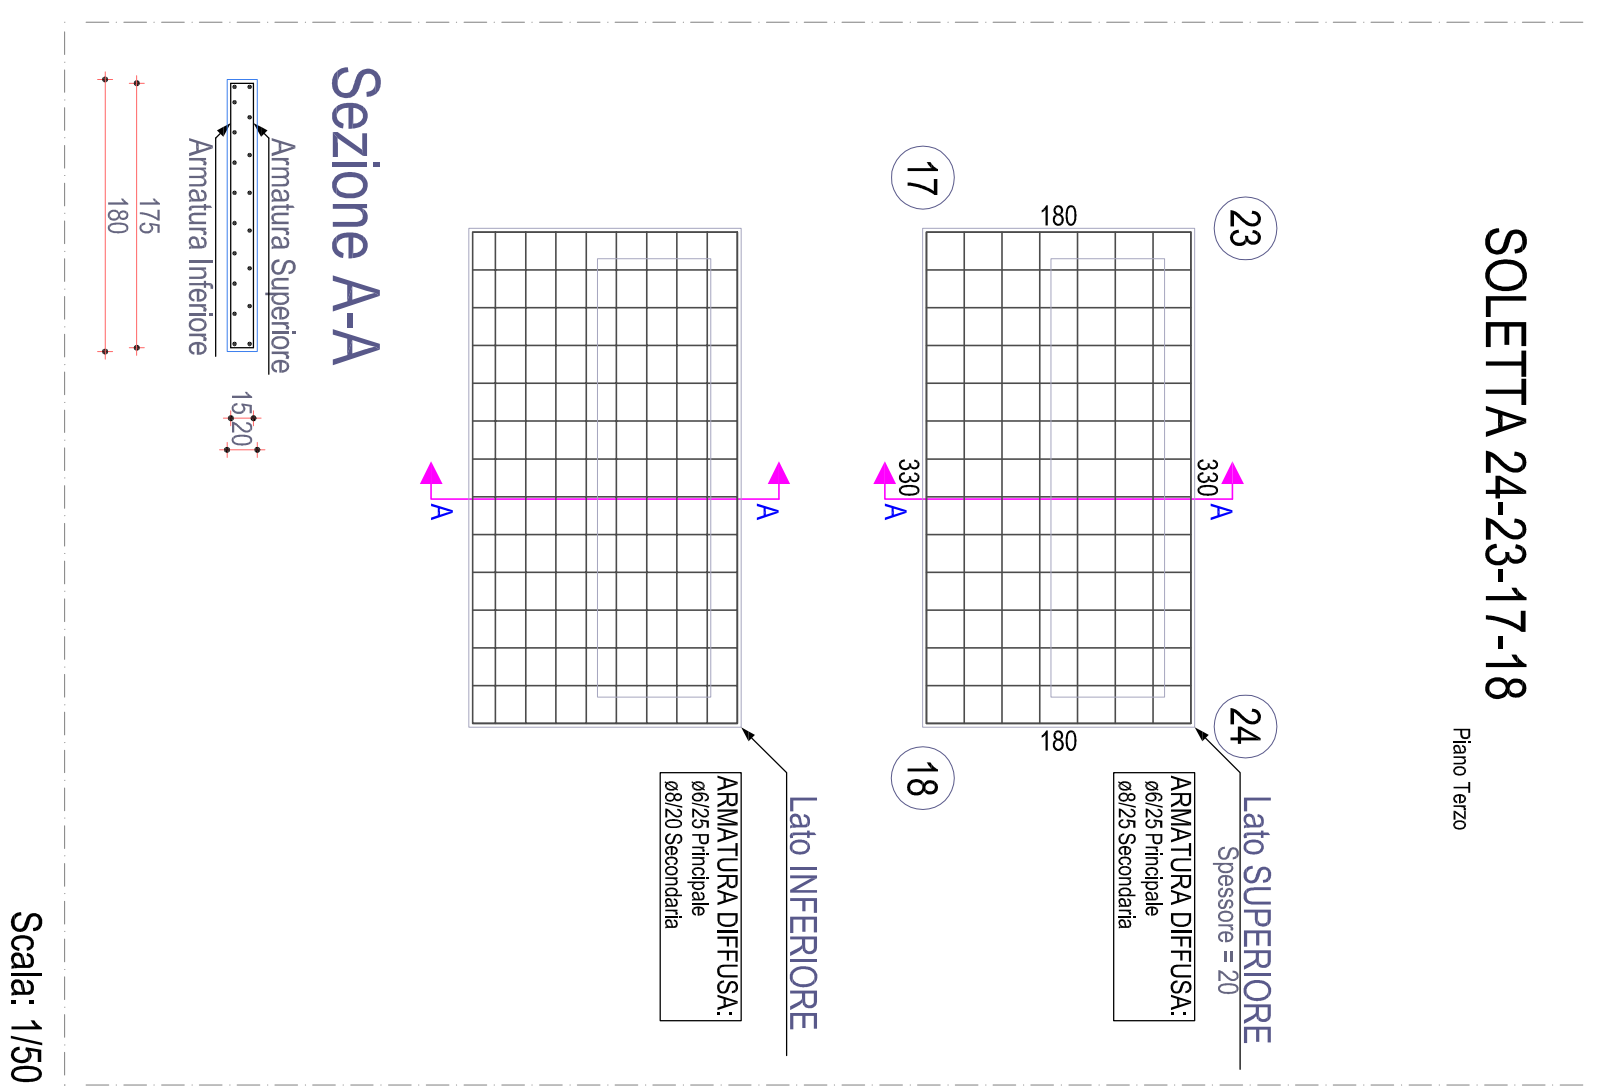 SOLETTA 24-23-17-18
Piano Terzo
23
24
17
18
180
330
330
180
A
A
Lato SUPERIORE
Spessore = 20
ARMATURA DIFFUSA:
ø6/25 Principale
ø8/25 Secondaria
A
A
Lato INFERIORE
ARMATURA DIFFUSA:
ø6/25 Principale
ø8/20 Secondaria
Sezione A-A
Armatura Superiore
Armatura Inferiore
15
20
175
180
Scala: 1/50